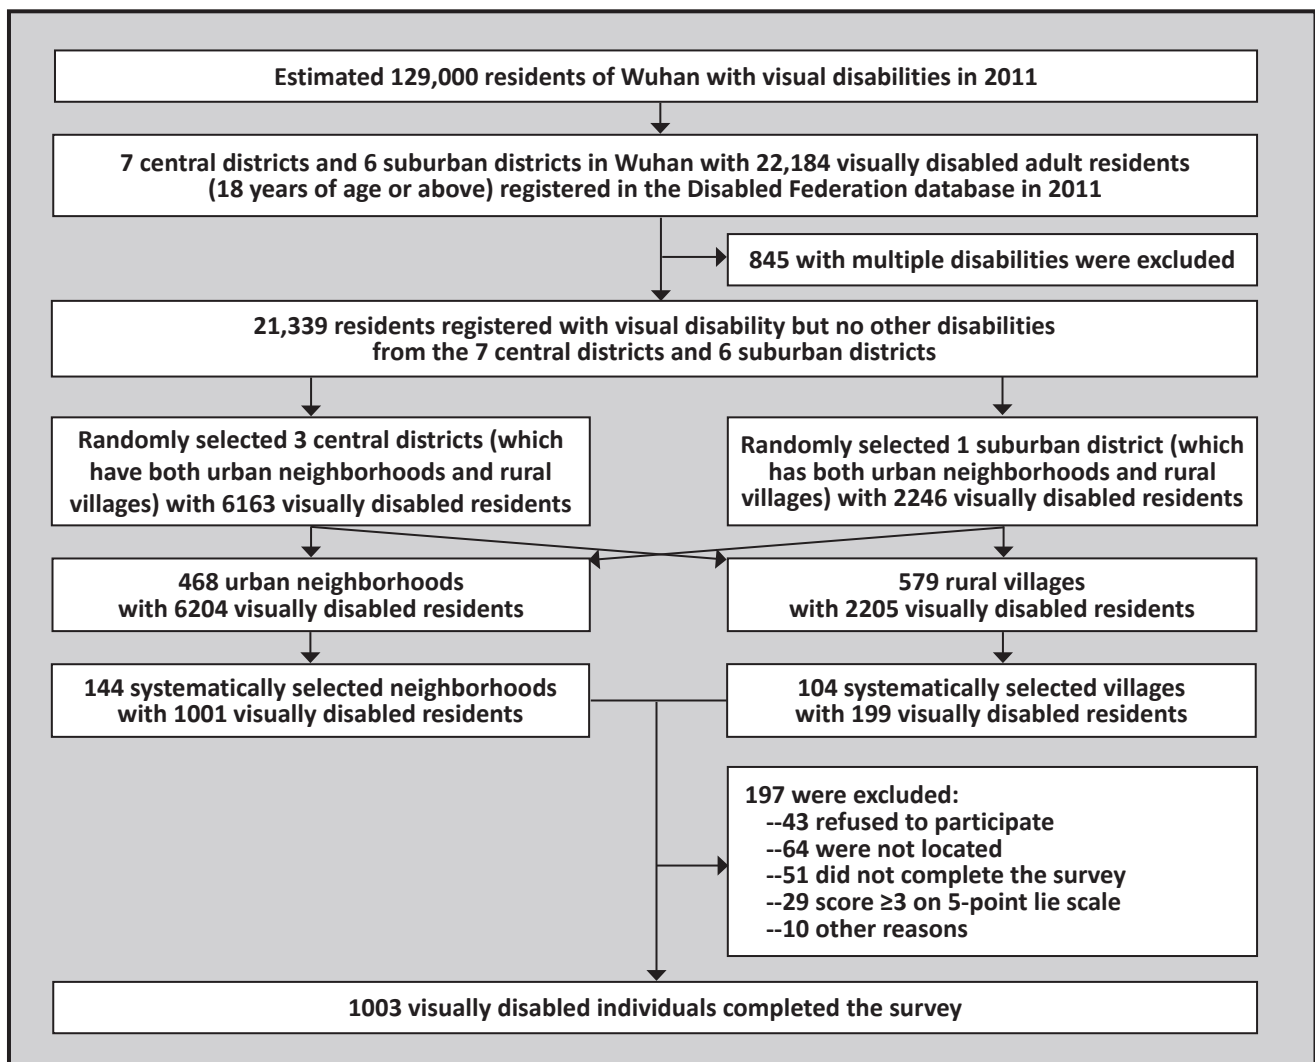 Estimated 129,000 residents of Wuhan with visual disabilities in 2011
7 central districts and 6 suburban districts in Wuhan with 22,184 visually disabled adult residents
(18 years of age or above) registered in the Disabled Federation database in 2011
845 with multiple disabilities were excluded
21,339 residents registered with visual disability but no other disabilities
from the 7 central districts and 6 suburban districts
Randomly selected 3 central districts (which
have both urban neighborhoods and rural
villages) with 6163 visually disabled residents
Randomly selected 1 suburban district (which
has both urban neighborhoods and rural
villages) with 2246 visually disabled residents
468 urban neighborhoods
with 6204 visually disabled residents
579 rural villages
with 2205 visually disabled residents
144 systematically selected neighborhoods
with 1001 visually disabled residents
104 systematically selected villages
with 199 visually disabled residents
197 were excluded:
--43 refused to participate
--64 were not located
--51 did not complete the survey
--29 score ≥3 on 5-point lie scale
--10 other reasons
1003 visually disabled individuals completed the survey